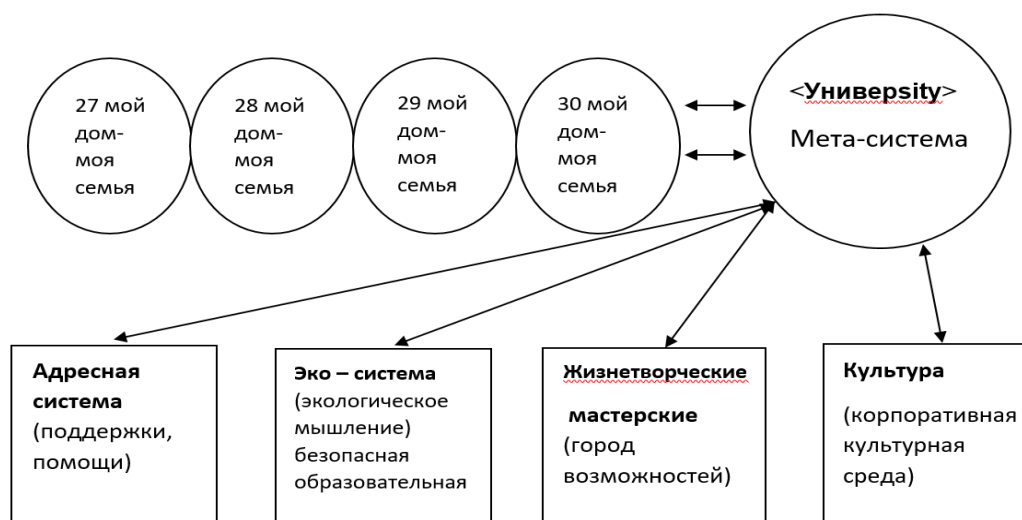 27 мой
дом-
моя
семья
28 мой
дом-
моя
семья
29 мой
дом-
моя
семья
30 мой
дом-
моя
семья
<Универsity>
Мета-система
Адресная
система
(поддержки,
помощи)
Эко – система
(экологическое
мышление)
безопасная
образовательная
Жизнетворческие
мастерские
(город
возможностей)
Культура
(корпоративная
культурная
среда)